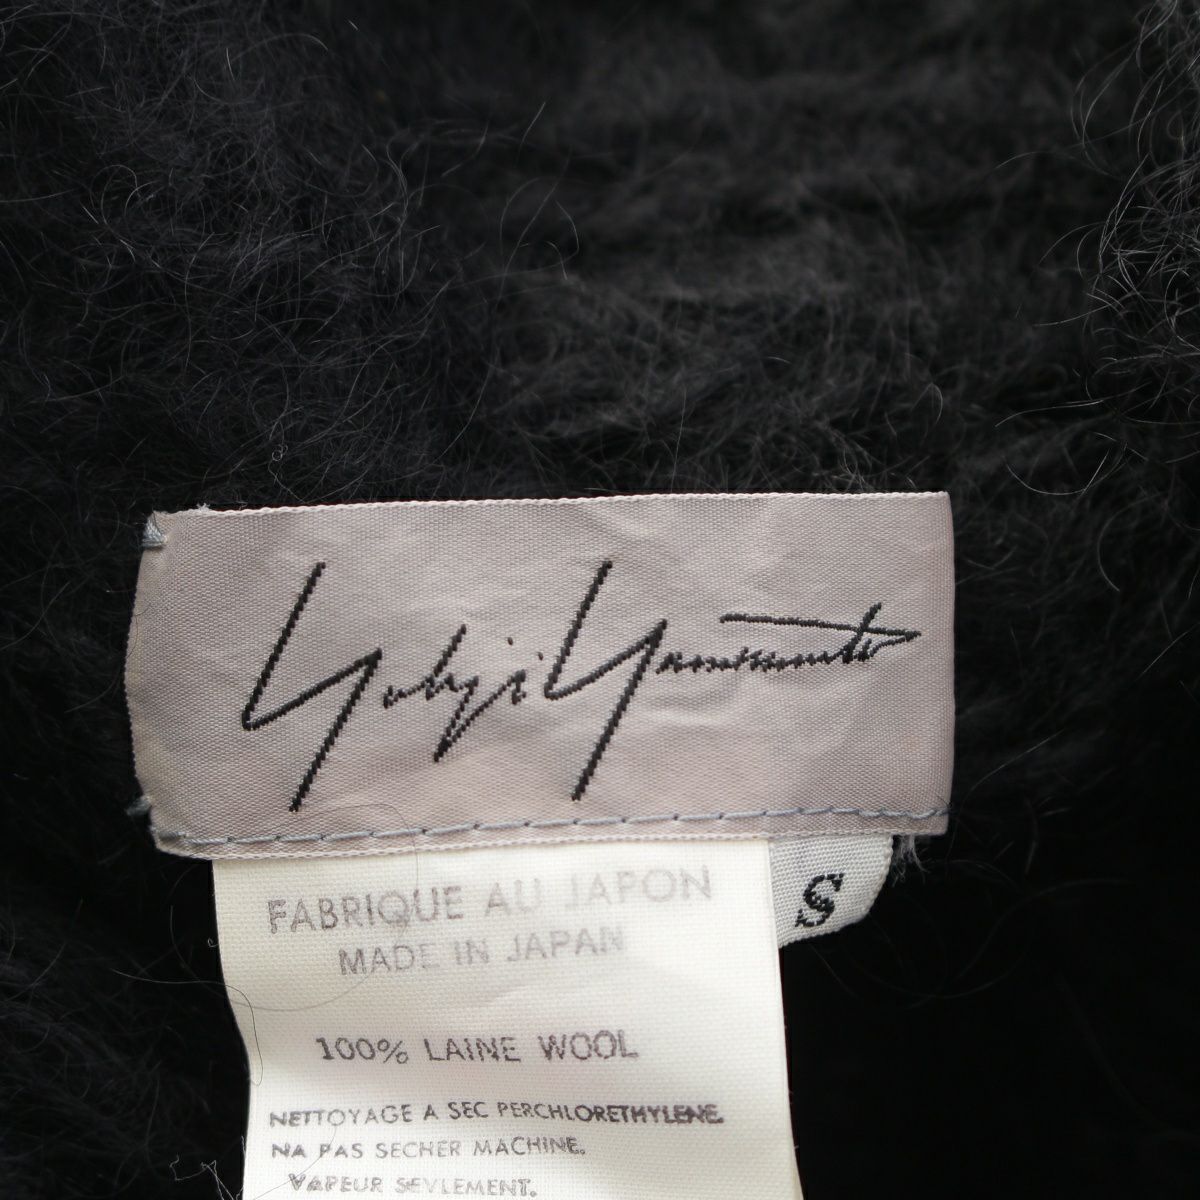 Yohji Yamamoto
S
FABRIQUE AU JAPON
MADE IN JAPAN
100% LAINE WOOL
NETTOYAGE A SEC PERCHLORETHYLENE.
NA PAS SECHER MACHINE.
VAPEUR SEVLEMENT.